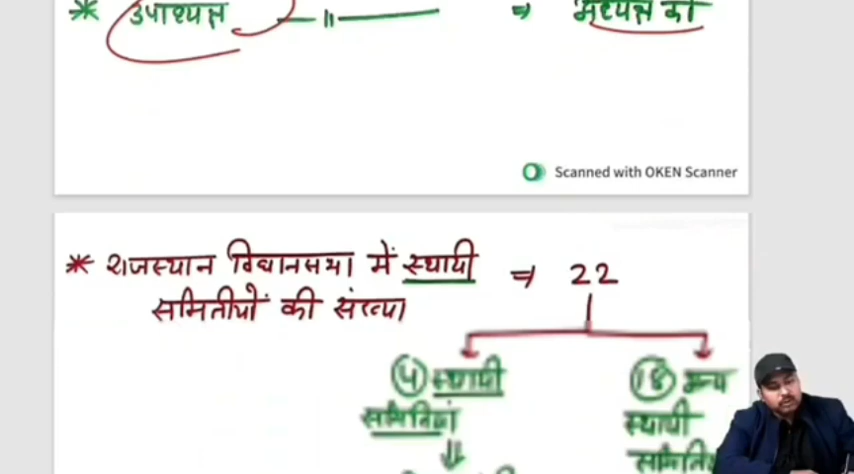 * उपाध्यक्ष —॥— ⇒ अध्यक्ष को
Scanned with OKEN Scanner
* राजस्थान विधानसभा में स्थायी ⇒ 22
समितीयों की संख्या
④ स्थायी
समितियां
⑱ अन्य
स्थायी